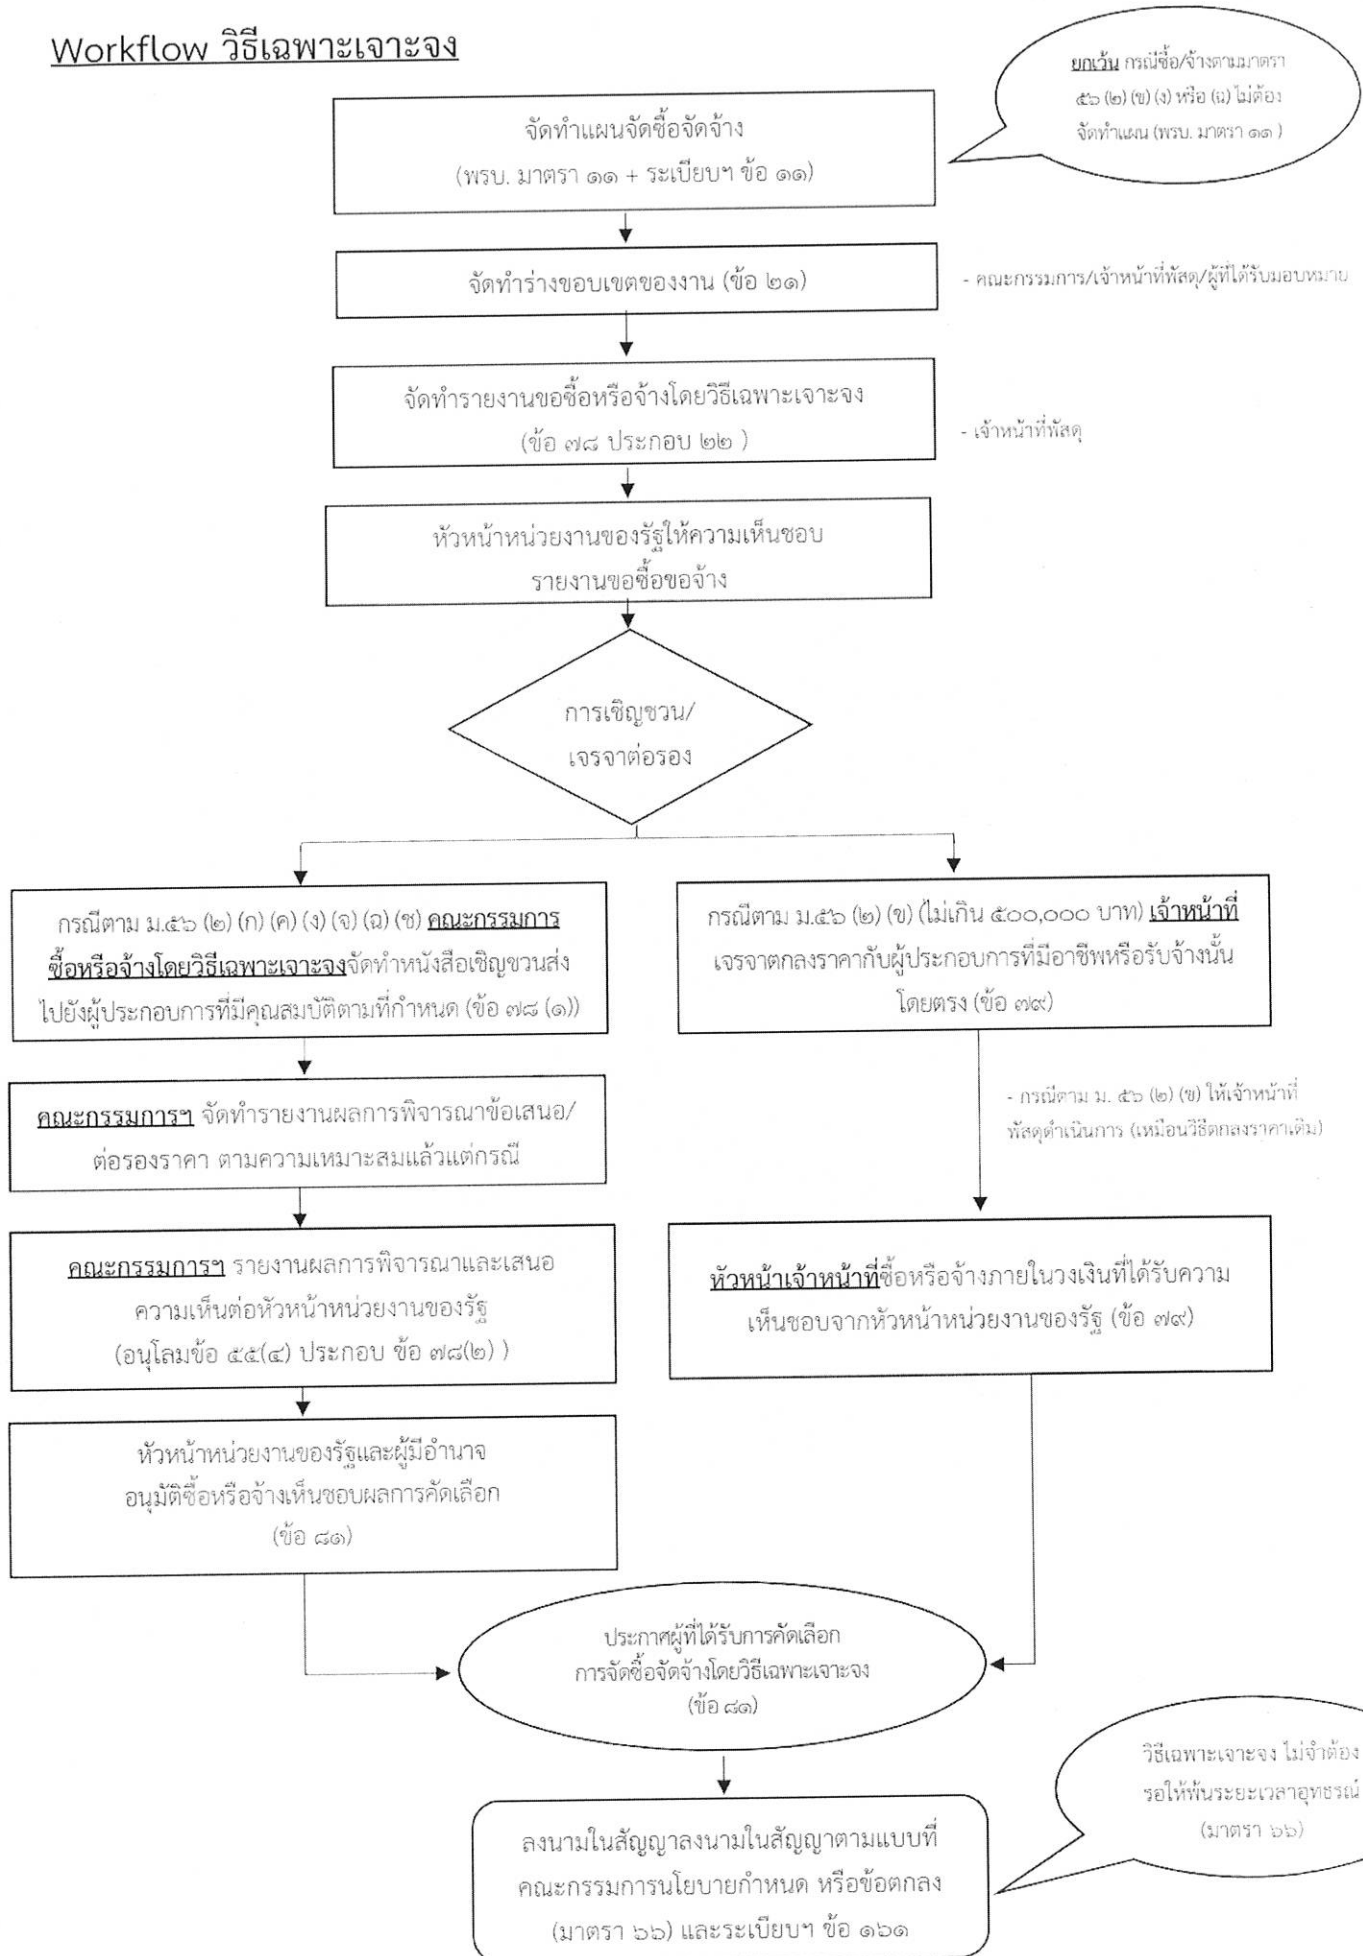 Workflow วิธีเฉพาะเจาะจง
ยกเว้น กรณีซื้อ/จ้างตามมาตรา
๕๖ (๒) (ข) (ง) หรือ (ฉ) ไม่ต้อง
จัดทำแผน (พรบ. มาตรา ๑๑ )
จัดทำแผนจัดซื้อจัดจ้าง
(พรบ. มาตรา ๑๑ + ระเบียบฯ ข้อ ๑๑)
จัดทำร่างขอบเขตของงาน (ข้อ ๒๑)
- คณะกรรมการ/เจ้าหน้าที่พัสดุ/ผู้ที่ได้รับมอบหมาย
จัดทำรายงานขอซื้อหรือจ้างโดยวิธีเฉพาะเจาะจง
(ข้อ ๗๘ ประกอบ ๒๒ )
- เจ้าหน้าที่พัสดุ
หัวหน้าหน่วยงานของรัฐให้ความเห็นชอบ
รายงานขอซื้อขอจ้าง
การเชิญชวน/
เจรจาต่อรอง
กรณีตาม ม.๕๖ (๒) (ก) (ค) (ง) (จ) (ฉ) (ช) คณะกรรมการ
ซื้อหรือจ้างโดยวิธีเฉพาะเจาะจงจัดทำหนังสือเชิญชวนส่ง
ไปยังผู้ประกอบการที่มีคุณสมบัติตามที่กำหนด (ข้อ ๗๘ (๑))
กรณีตาม ม.๕๖ (๒) (ข) (ไม่เกิน ๕๐๐,๐๐๐ บาท) เจ้าหน้าที่
เจรจาตกลงราคากับผู้ประกอบการที่มีอาชีพหรือรับจ้างนั้น
โดยตรง (ข้อ ๗๙)
คณะกรรมการฯ จัดทำรายงานผลการพิจารณาข้อเสนอ/
ต่อรองราคา ตามความเหมาะสมแล้วแต่กรณี
- กรณีตาม ม. ๕๖ (๒) (ข) ให้เจ้าหน้าที่
พัสดุดำเนินการ (เหมือนวิธีตกลงราคาเดิม)
คณะกรรมการฯ รายงานผลการพิจารณาและเสนอ
ความเห็นต่อหัวหน้าหน่วยงานของรัฐ
(อนุโลมข้อ ๕๕(๔) ประกอบ ข้อ ๗๘(๒) )
หัวหน้าเจ้าหน้าที่ซื้อหรือจ้างภายในวงเงินที่ได้รับความ
เห็นชอบจากหัวหน้าหน่วยงานของรัฐ (ข้อ ๗๙)
หัวหน้าหน่วยงานของรัฐและผู้มีอำนาจ
อนุมัติซื้อหรือจ้างเห็นชอบผลการคัดเลือก
(ข้อ ๘๑)
ประกาศผู้ที่ได้รับการคัดเลือก
การจัดซื้อจัดจ้างโดยวิธีเฉพาะเจาะจง
(ข้อ ๘๑)
วิธีเฉพาะเจาะจง ไม่จำต้อง
รอให้พ้นระยะเวลาอุทธรณ์
(มาตรา ๖๖)
ลงนามในสัญญาลงนามในสัญญาตามแบบที่
คณะกรรมการนโยบายกำหนด หรือข้อตกลง
(มาตรา ๖๖) และระเบียบฯ ข้อ ๑๖๑